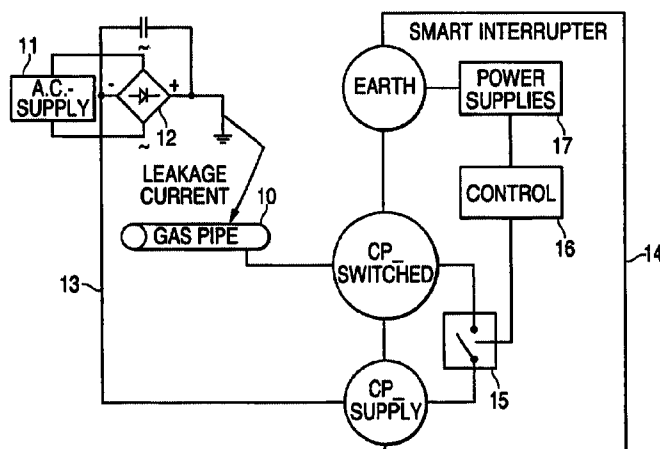 11
A.C.-
SUPPLY
~
-
+
12
~
LEAKAGE
CURRENT
10
GAS PIPE
13
SMART INTERRUPTER
EARTH
POWER
SUPPLIES
17
CONTROL
16
CP_
SWITCHED
14
15
CP_
SUPPLY